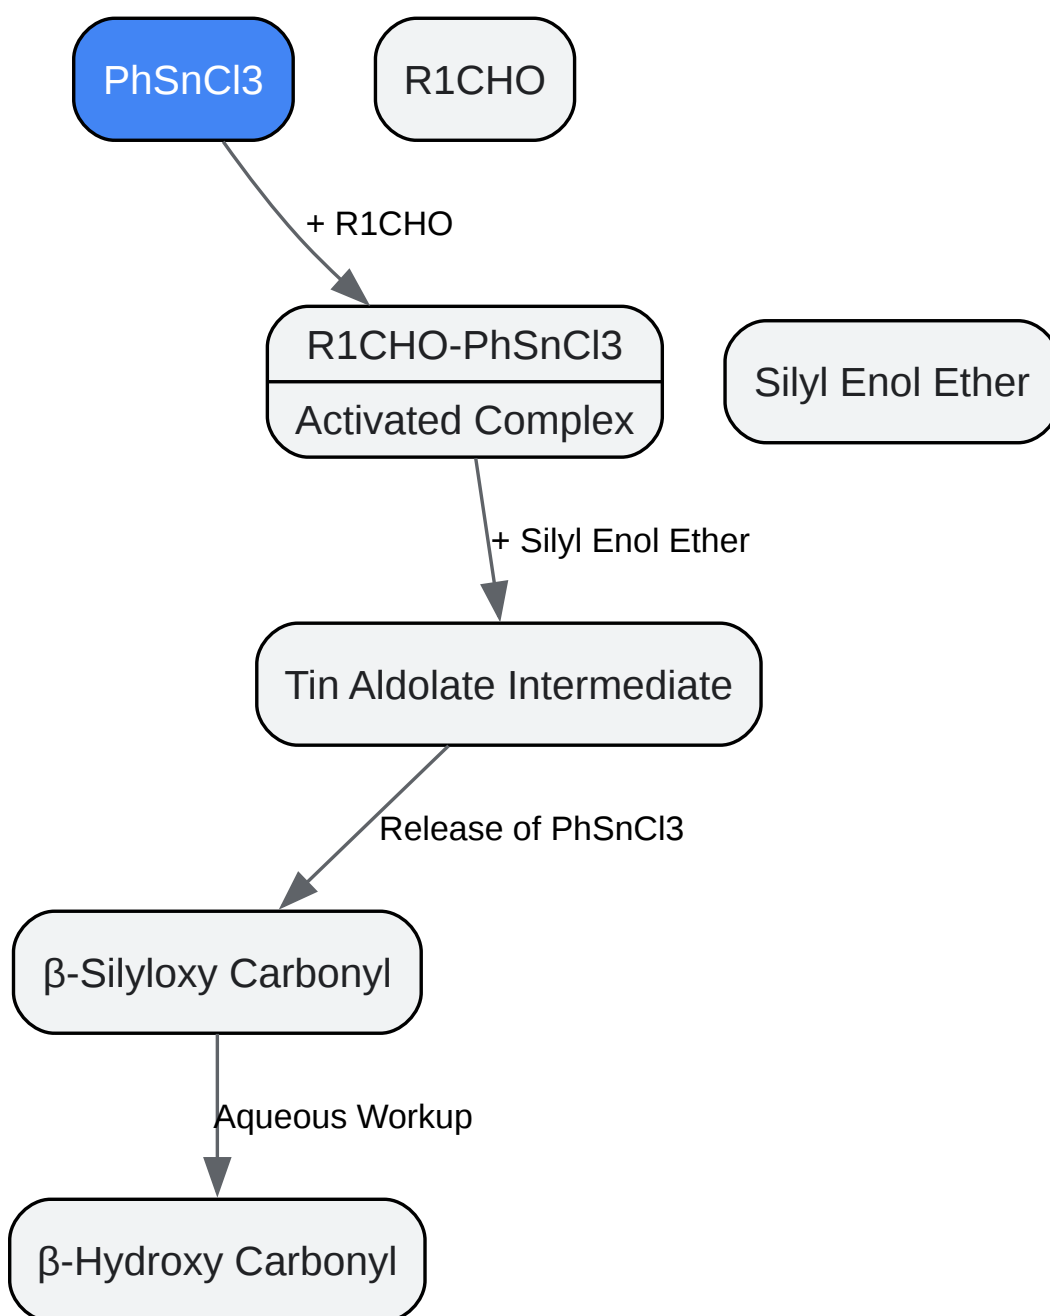 PhSnCl3
R1CHO
+ R1CHO
R1CHO-PhSnCl3
Activated Complex
Silyl Enol Ether
+ Silyl Enol Ether
Tin Aldolate Intermediate
Release of PhSnCl3
β-Silyloxy Carbonyl
Aqueous Workup
β-Hydroxy Carbonyl